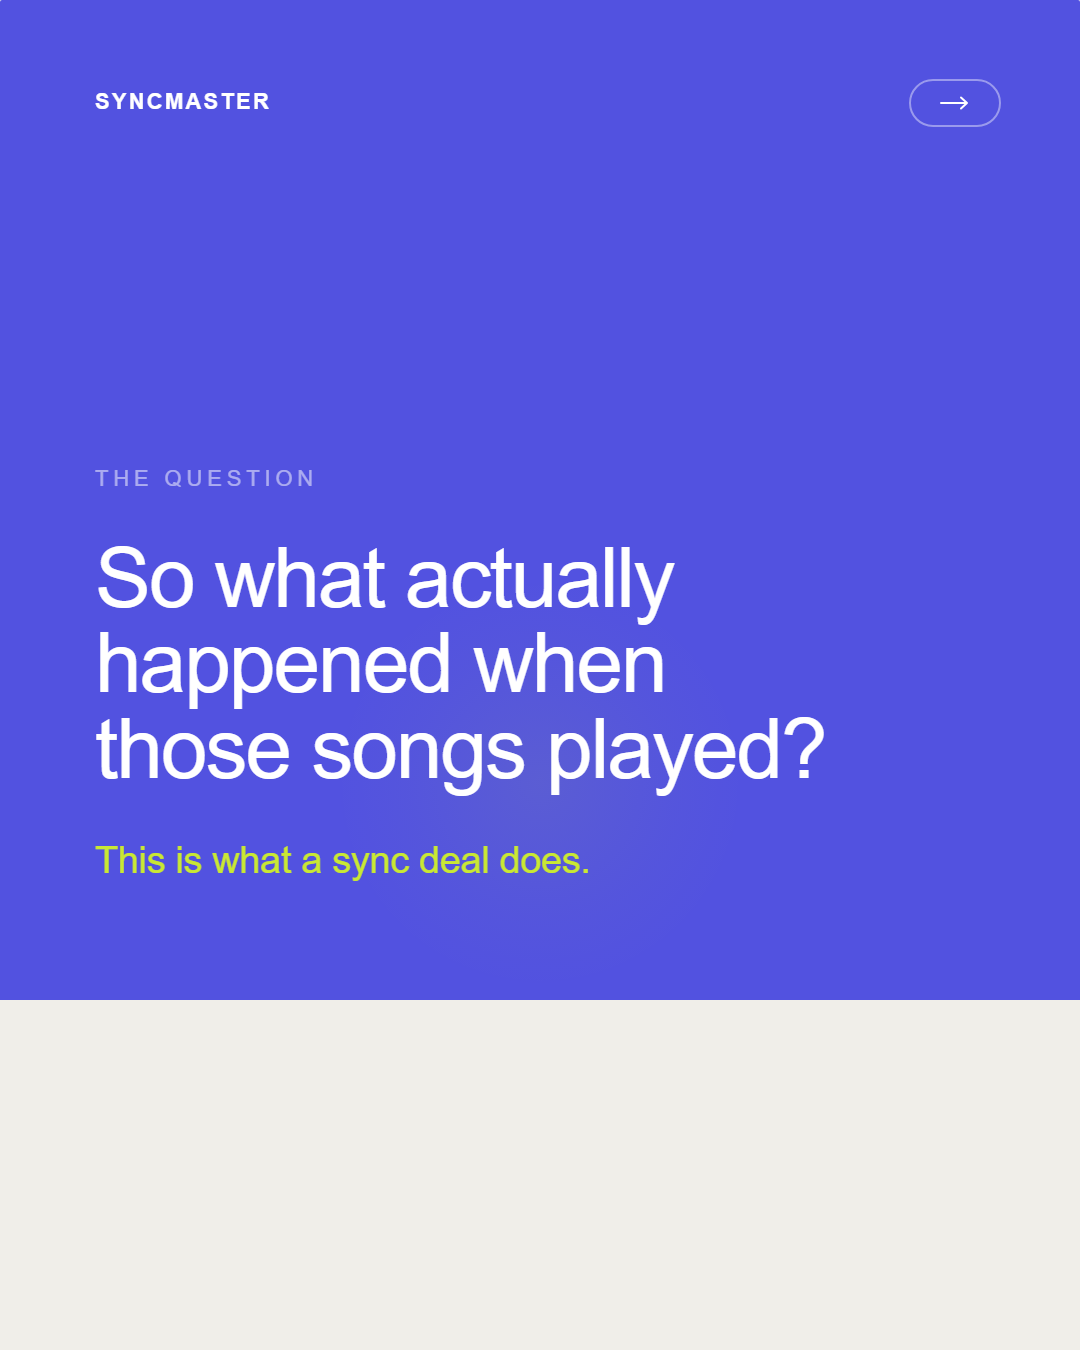 SYNCMASTER
THE QUESTION
So what actually
happened when
those songs played?
This is what a sync deal does.